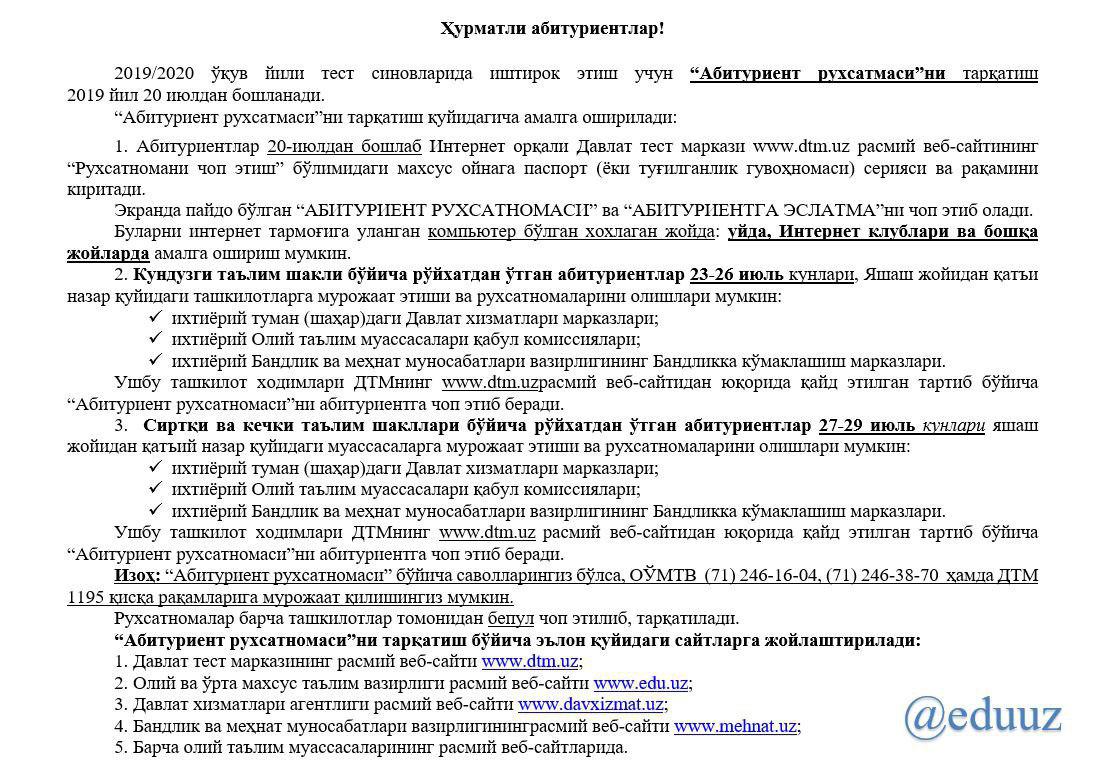 Ҳурматли абитуриентлар!
2019/2020 ўқув йили тест синовларида иштирок этиш учун “Абитуриент рухсатмаси”ни тарқатиш
2019 йил 20 июлдан бошланади.
“Абитуриент рухсатмаси”ни тарқатиш қуйидагича амалга оширилади:
1. Абитуриентлар 20-июлдан бошлаб Интернет орқали Давлат тест маркази www.dtm.uz расмий веб-сайтининг
“Рухсатномани чоп этиш” бўлимидаги махсус ойнага паспорт (ёки туғилганлик гувоҳномаси) серияси ва рақамини
киритади.
Экранда пайдо бўлган “АБИТУРИЕНТ РУХСАТНОМАСИ” ва “АБИТУРИЕНТГА ЭСЛАТМА”ни чоп этиб олади.
Буларни интернет тармоғига уланган компьютер бўлган хохлаган жойда: уйда, Интернет клублари ва бошқа
жойларда амалга ошириш мумкин.
2. Кундузги таълим шакли бўйича рўйхатдан ўтган абитуриентлар 23-26 июль кунлари, Яшаш жойидан қатъи
назар қуйидаги ташкилотларга мурожаат этиши ва рухсатномаларини олишлари мумкин:
✓ ихтиёрий туман (шаҳар)даги Давлат хизматлари марказлари;
✓ ихтиёрий Олий таълим муассасалари қабул комиссиялари;
✓ ихтиёрий Бандлик ва меҳнат муносабатлари вазирлигининг Бандликка кўмаклашиш марказлари.
Ушбу ташкилот ходимлари ДТМнинг www.dtm.uzрасмий веб-сайтидан юқорида қайд этилган тартиб бўйича
“Абитуриент рухсатномаси”ни абитуриентга чоп этиб беради.
3. Сиртқи ва кечки таълим шакллари бўйича рўйхатдан ўтган абитуриентлар 27-29 июль кунлари яшаш
жойидан қатъий назар қуйидаги муассасаларга мурожаат этиши ва рухсатномаларини олишлари мумкин:
✓ ихтиёрий туман (шаҳар)даги Давлат хизматлари марказлари;
✓ ихтиёрий Олий таълим муассасалари қабул комиссиялари;
✓ ихтиёрий Бандлик ва меҳнат муносабатлари вазирлигининг Бандликка кўмаклашиш марказлари.
Ушбу ташкилот ходимлари ДТМнинг www.dtm.uz расмий веб-сайтидан юқорида қайд этилган тартиб бўйича
“Абитуриент рухсатномаси”ни абитуриентга чоп этиб беради.
Изоҳ: “Абитуриент рухсатномаси” бўйича саволларингиз бўлса, ОЎМТВ (71) 246-16-04, (71) 246-38-70 ҳамда ДТМ
1195 қисқа рақамларига мурожаат қилишингиз мумкин.
Рухсатномалар барча ташкилотлар томонидан бепул чоп этилиб, тарқатилади.
“Абитуриент рухсатномаси”ни тарқатиш бўйича эълон қуйидаги сайтларга жойлаштирилади:
1. Давлат тест марказининг расмий веб-сайти www.dtm.uz;
2. Олий ва ўрта махсус таълим вазирлиги расмий веб-сайти www.edu.uz;
3. Давлат хизматлари агентлиги расмий веб-сайти www.davxizmat.uz;
4. Бандлик ва меҳнат муносабатлари вазирлигининграсмий веб-сайти www.mehnat.uz;
5. Барча олий таълим муассасаларининг расмий веб-сайтларида.
@eduuz